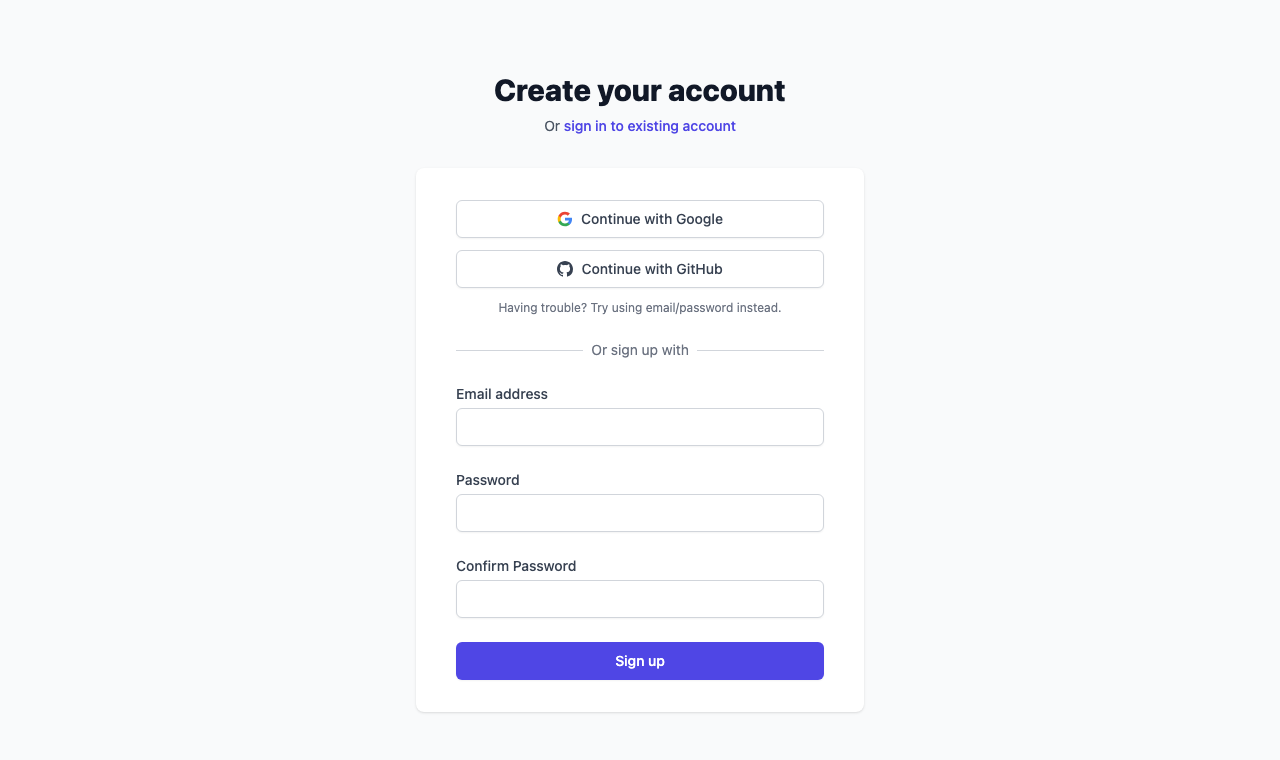 Create your account
Or sign in to existing account
Continue with Google
Continue with GitHub
Having trouble? Try using email/password instead.
Or sign up with
Email address
Password
Confirm Password
Sign up